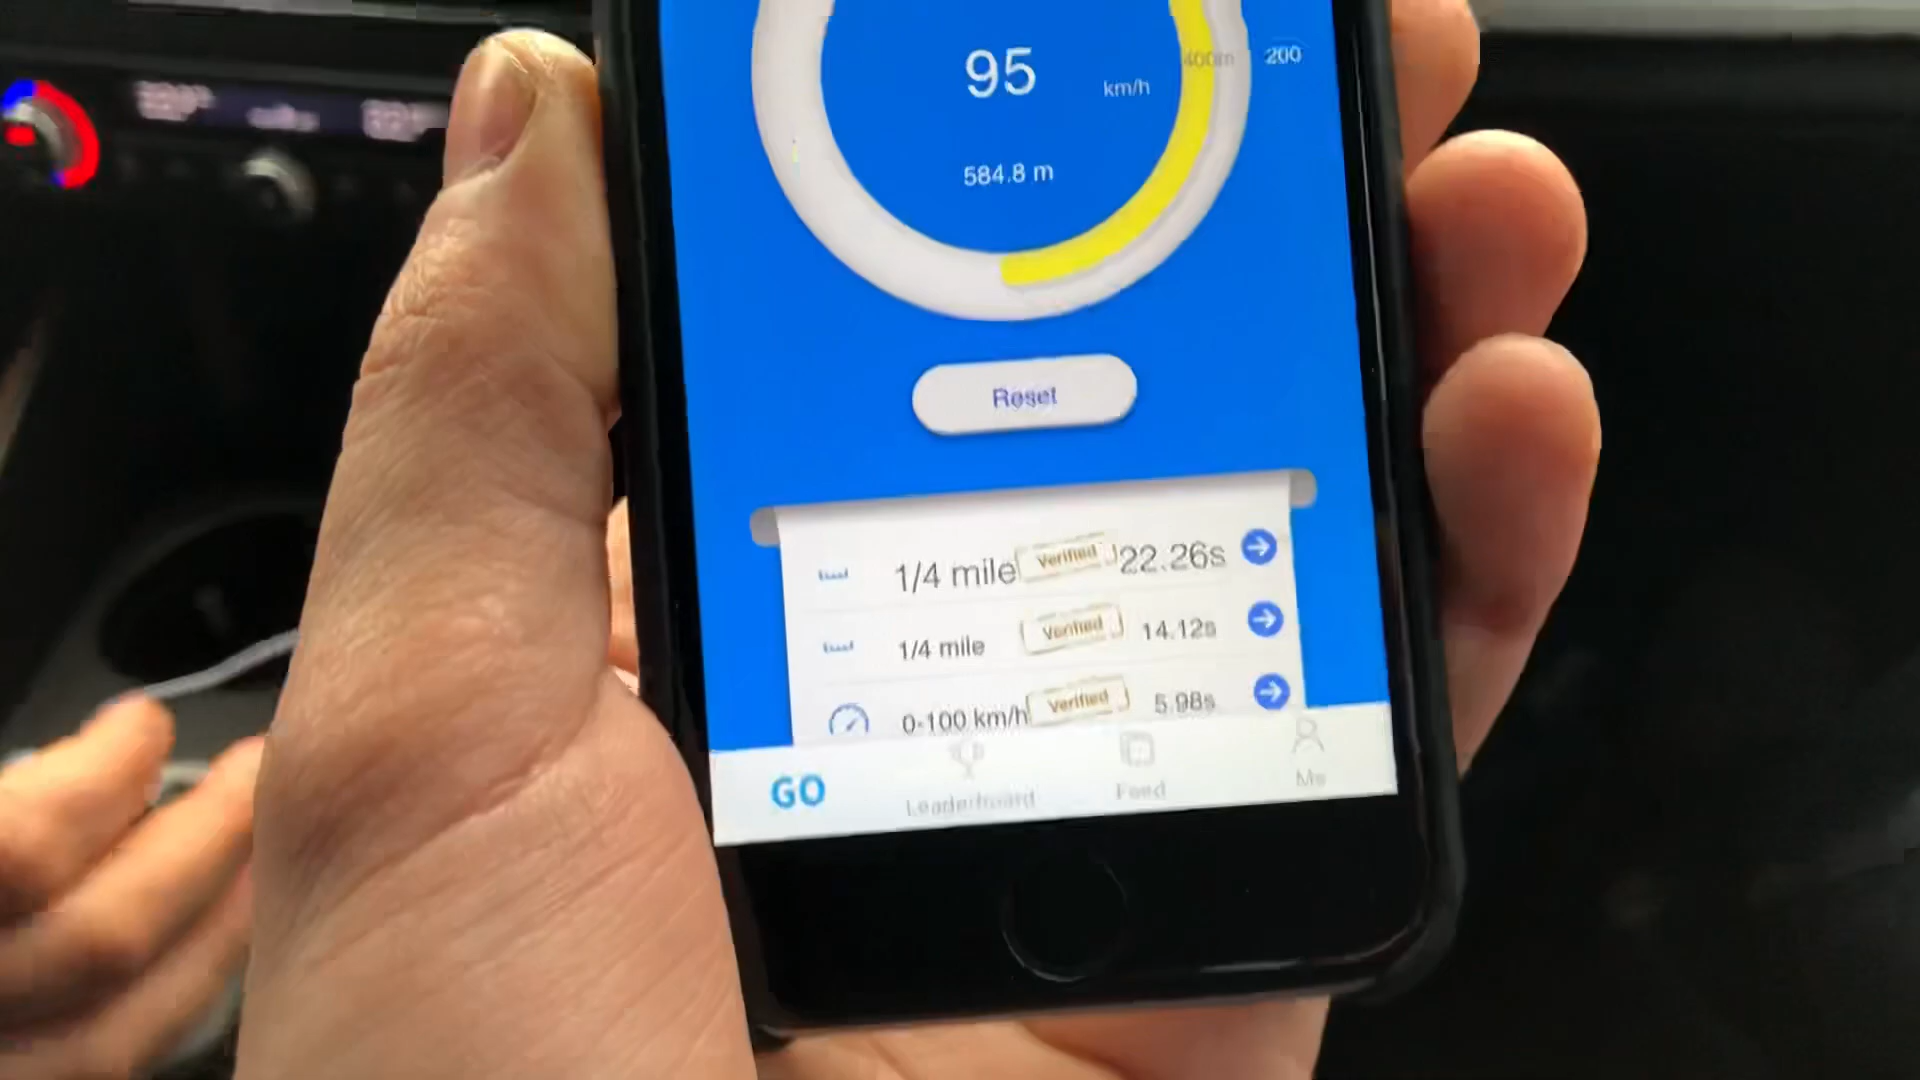 400m 200
95 km/h
584.8 m
Reset
1/4 mile Verified 22.26s
1/4 mile Verified 14.12s
0-100 km/h Verified 5.98s
GO Leaderboard Feed Me